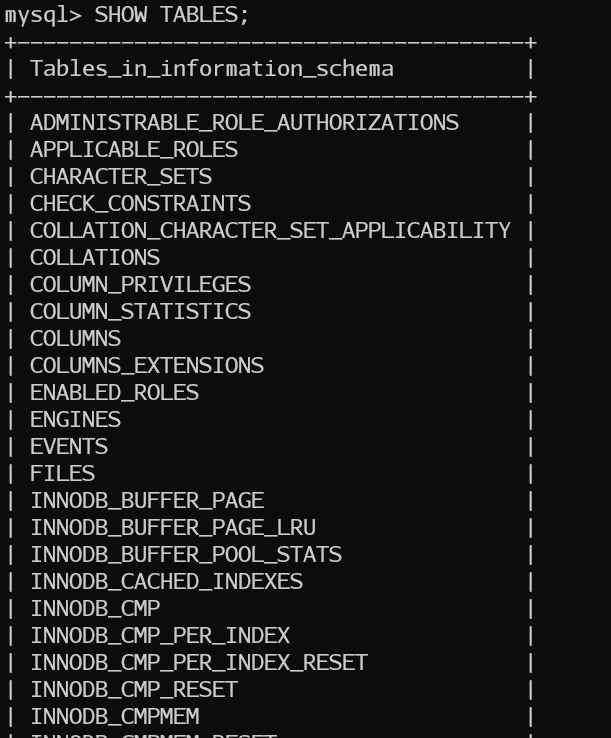 mysql> SHOW TABLES;
+---------------------------------------+
| Tables_in_information_schema          |
+---------------------------------------+
| ADMINISTRABLE_ROLE_AUTHORIZATIONS     |
| APPLICABLE_ROLES                      |
| CHARACTER_SETS                        |
| CHECK_CONSTRAINTS                     |
| COLLATION_CHARACTER_SET_APPLICABILITY |
| COLLATIONS                            |
| COLUMN_PRIVILEGES                     |
| COLUMN_STATISTICS                     |
| COLUMNS                               |
| COLUMNS_EXTENSIONS                    |
| ENABLED_ROLES                         |
| ENGINES                               |
| EVENTS                                |
| FILES                                 |
| INNODB_BUFFER_PAGE                    |
| INNODB_BUFFER_PAGE_LRU                |
| INNODB_BUFFER_POOL_STATS              |
| INNODB_CACHED_INDEXES                 |
| INNODB_CMP                            |
| INNODB_CMP_PER_INDEX                  |
| INNODB_CMP_PER_INDEX_RESET            |
| INNODB_CMP_RESET                      |
| INNODB_CMPMEM                         |